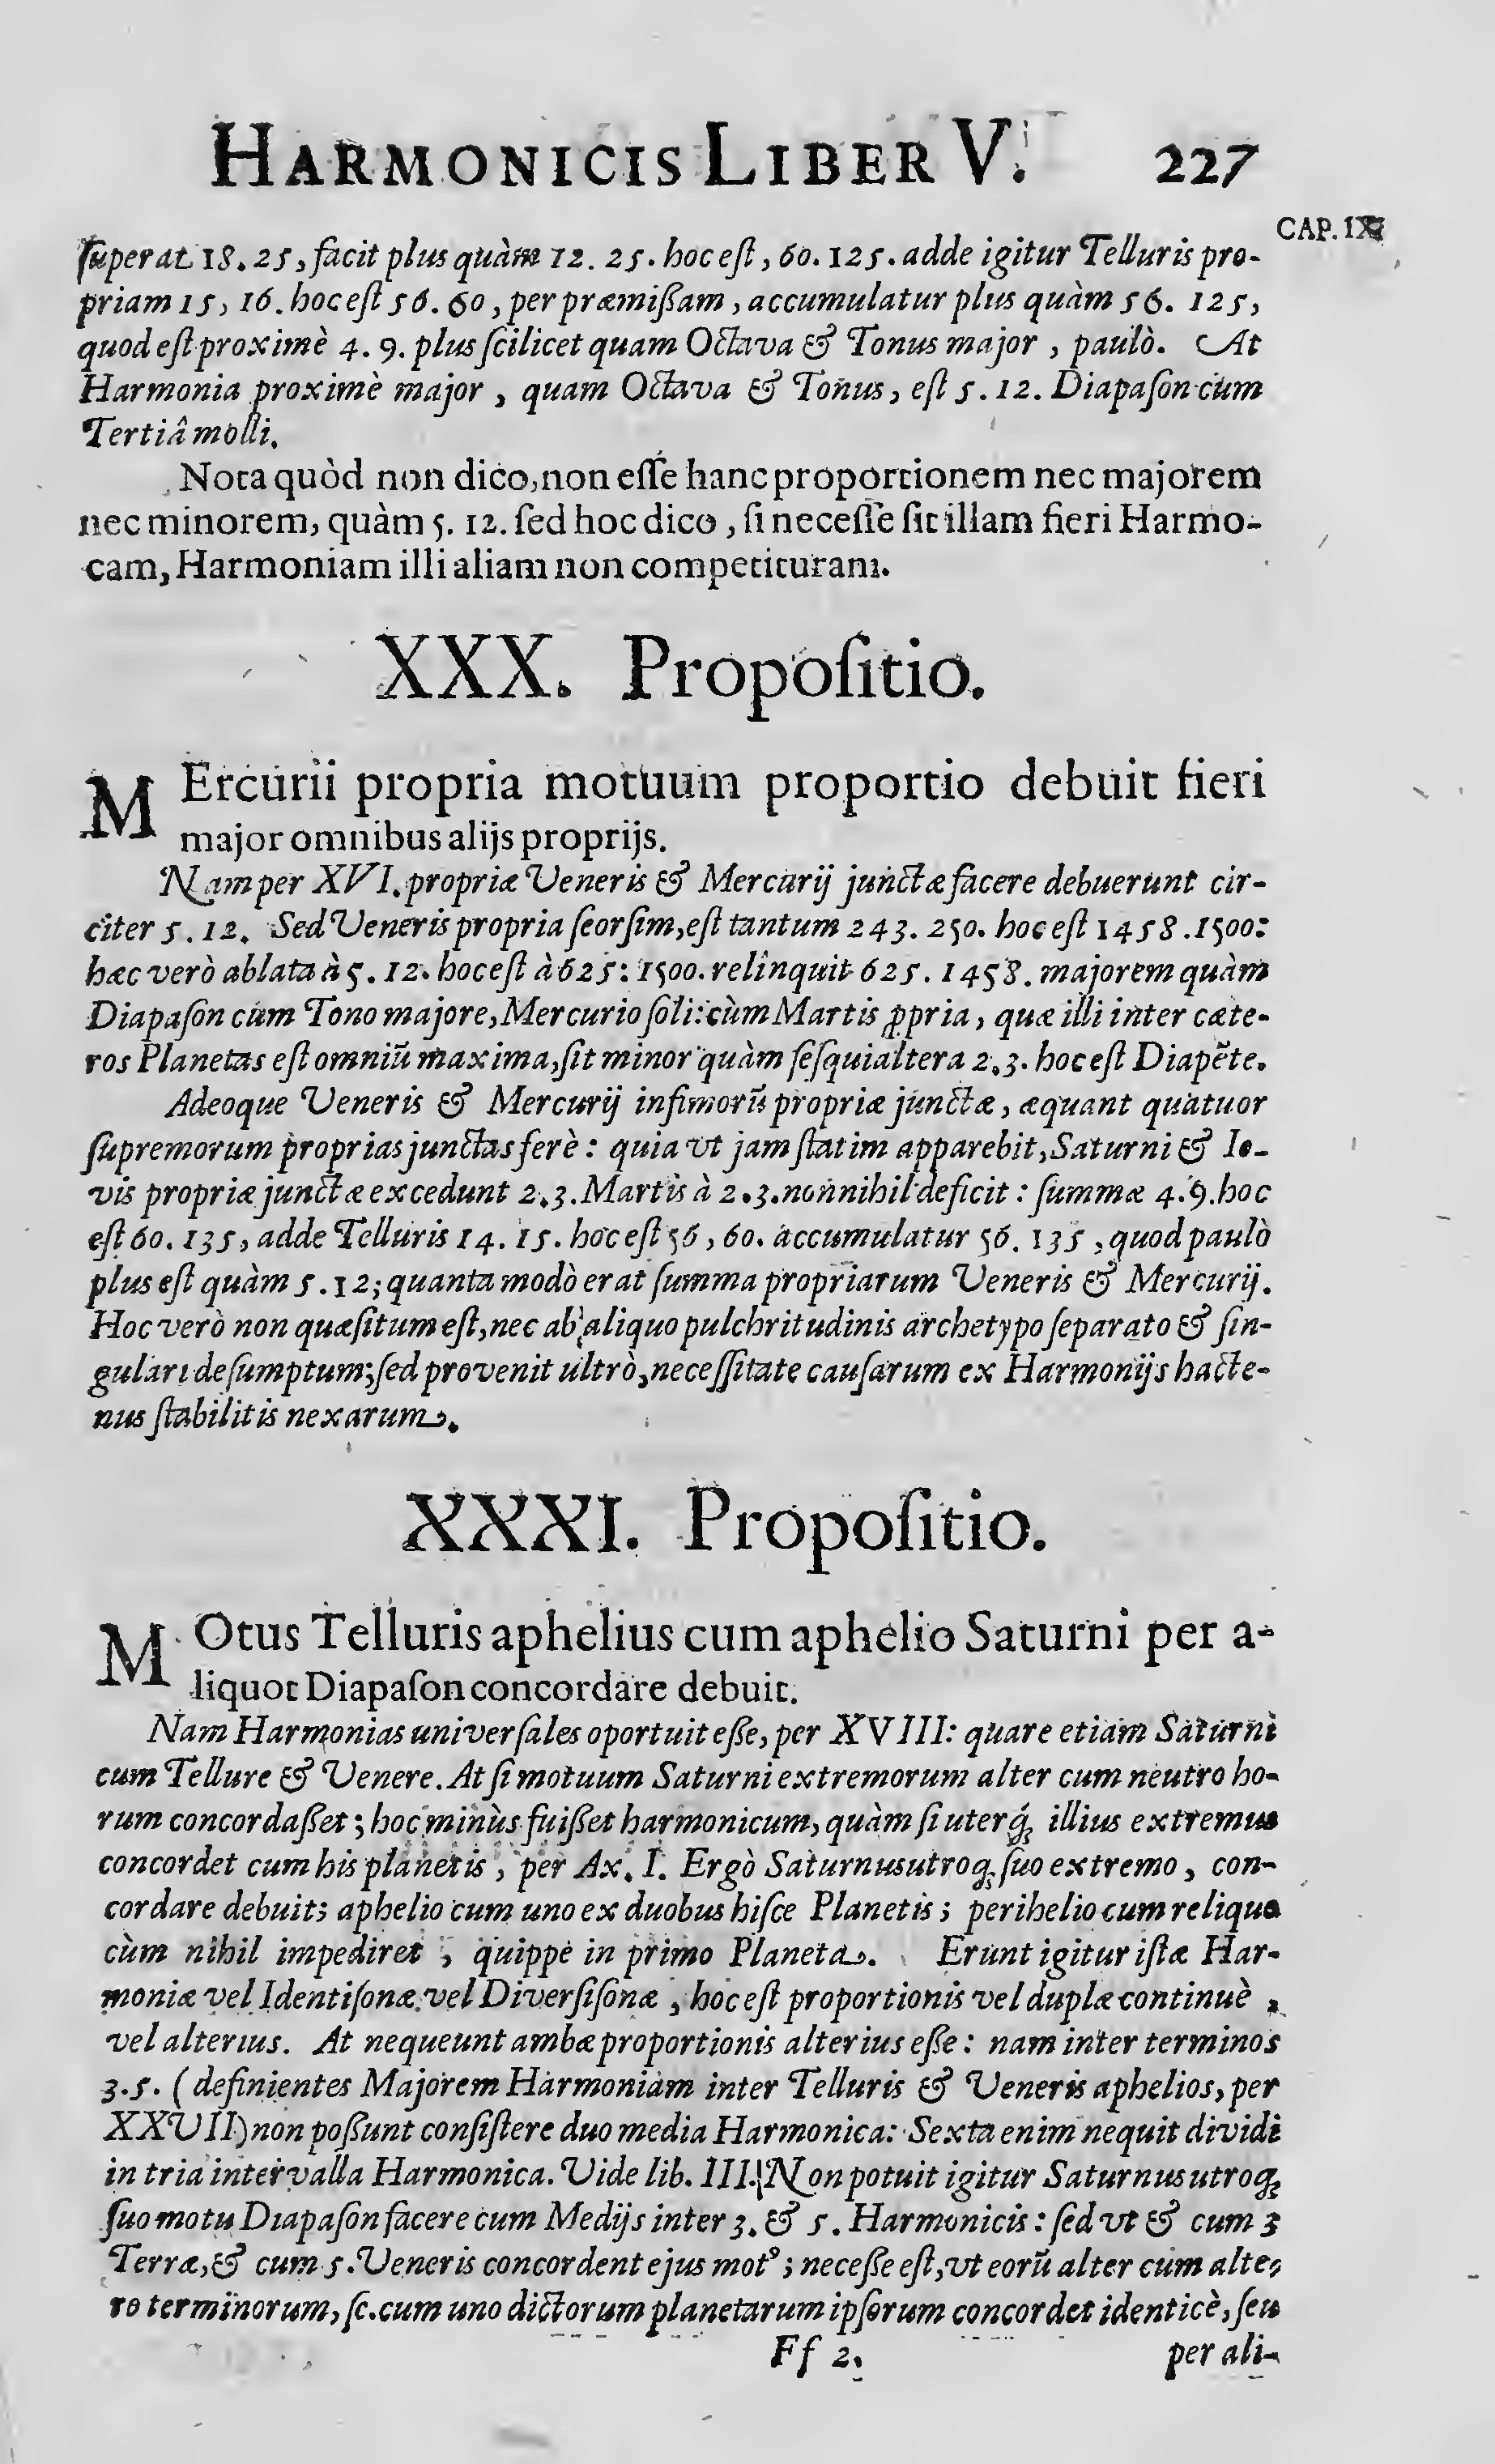 HARMONICIS LIBER V. 227
CAP. IX.
ſuperat 18. 25, facit plus quàm 12. 25. hoc eſt, 60. 125. adde igitur Telluris pro-
priam 15, 16. hoc eſt 56. 60, per præmißam, accumulatur plus quàm 56. 125,
quod eſt proximè 4. 9. plus ſcilicet quam Octava & Tonus major, paulò. At
Harmonia proximè major, quam Octava & Tonus, eſt 5. 12. Diapaſon cum
Tertiâ molli.
Nota quòd non dico, non eſſe hanc proportionem nec majorem
nec minorem, quàm 5. 12. ſed hoc dico, ſi neceſſe ſit illam fieri Harmo-
cam, Harmoniam illi aliam non competituram.
XXX. Propoſitio.
MErcurii propria motuum proportio debuit fieri
major omnibus alijs proprijs.
Nam per XVI. propriæ Veneris & Mercurij junctæ facere debuerunt cir-
citer 5. 12. Sed Veneris propria ſeorſim, eſt tantum 243. 250. hoc eſt 1458. 1500:
hæc verò ablata à 5. 12. hoc eſt à 625: 1500. relinquit 625. 1458. majorem quàm
Diapaſon cum Tono majore, Mercurio ſoli: cùm Martis ꝓpria, quæ illi inter cæte-
ros Planetas eſt omniũ maxima, ſit minor quàm ſeſquialtera 2. 3. hoc eſt Diapẽte.
Adeoque Veneris & Mercurij infimorũ propriæ junctæ, æquant quatuor
ſupremorum proprias junctas ferè: quia vt jam ſtatim apparebit, Saturni & Io-
vis propriæ junctæ excedunt 2. 3. Martis à 2. 3. nonnihil deficit: ſummæ 4. 9. hoc
eſt 60. 135, adde Telluris 14. 15. hoc eſt 56, 60. accumulatur 56. 135, quod paulò
plus eſt quàm 5. 12; quanta modò erat ſumma propriarum Veneris & Mercurij.
Hoc verò non quæſitum eſt, nec ab aliquo pulchritudinis archetypo ſeparato & ſin-
gulari deſumptum; ſed provenit ultrò, neceſſitate cauſarum ex Harmonijs hacte-
nus ſtabilitis nexarum.
XXXI. Propoſitio.
MOtus Telluris aphelius cum aphelio Saturni per a-
liquot Diapaſon concordare debuit.
Nam Harmonias univerſales oportuit eße, per XVIII: quare etiam Saturni
cum Tellure & Venere. At ſi motuum Saturni extremorum alter cum neutro ho-
rum concordaßet; hoc minùs fuißet harmonicum, quàm ſi uterq́ꝫ illius extremus
concordet cum his planetis, per Ax. I. Ergò Saturnus utroqꝫ ſuo extremo, con-
cordare debuit; aphelio cum uno ex duobus hiſce Planetis; perihelio cum reliquo
cùm nihil impediret, quippe in primo Planeta. Erunt igitur iſtæ Har-
moniæ vel Identiſonæ vel Diverſiſonæ, hoc eſt proportionis vel duplæ continuè,
vel alterius. At nequeunt ambæ proportionis alterius eße: nam inter terminos
3. 5. (definientes Majorem Harmoniam inter Telluris & Veneris aphelios, per
XXVII) non poßunt conſiſtere duo media Harmonica: Sexta enim nequit dividi
in tria intervalla Harmonica. Vide lib. III. Non potuit igitur Saturnus utroqꝫ
ſuo motu Diapaſon facere cum Medijs inter 3. & 5. Harmonicis: ſed vt & cum 3
Terræ, & cum 5. Veneris concordent ejus motꝰ; neceße eſt, vt eorũ alter cum alte-
ro terminorum, ſc. cum uno dictorum planetarum ipſorum concordet identicè, ſeu
Ff 2. per ali-